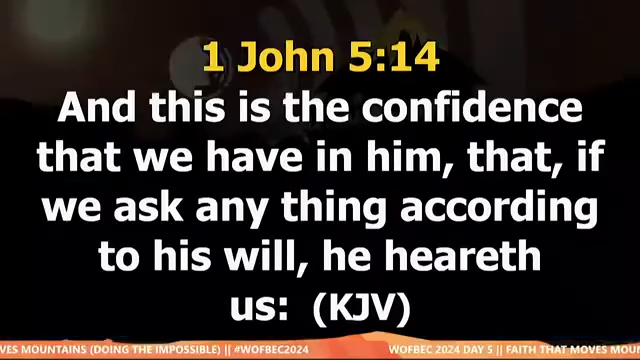 1 John 5:14
And this is the confidence
that we have in him, that, if
we ask any thing according
to his will, he heareth
us:  (KJV)
VES MOUNTAINS (DOING THE IMPOSSIBLE) || #WOFBEC2024 WOFBEC 2024 DAY 5 || FAITH THAT MOVES MOU